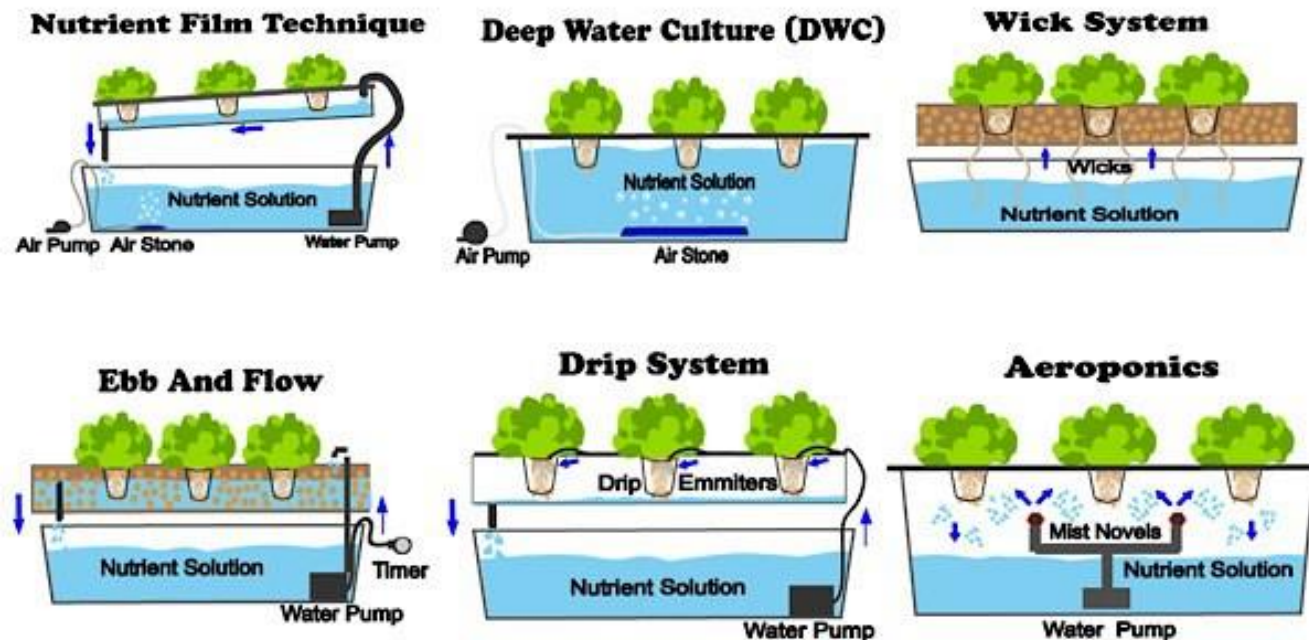 Nutrient Film Technique
Nutrient Solution
Air Pump
Air Stone
Water Pump
Deep Water Culture (DWC)
Nutrient Solution
Air Pump
Air Stone
Wick System
Wicks
Nutrient Solution
Ebb And Flow
Nutrient Solution
Timer
Water Pump
Drip System
Drip Emmiters
Nutrient Solution
Water Pump
Aeroponics
Mist Novels
Nutrient Solution
Water Pump